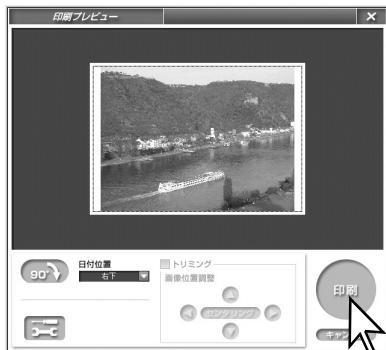 印刷プレビュー
×
90°
日付位置
右下
トリミング
画像位置調整
センタリング
印刷